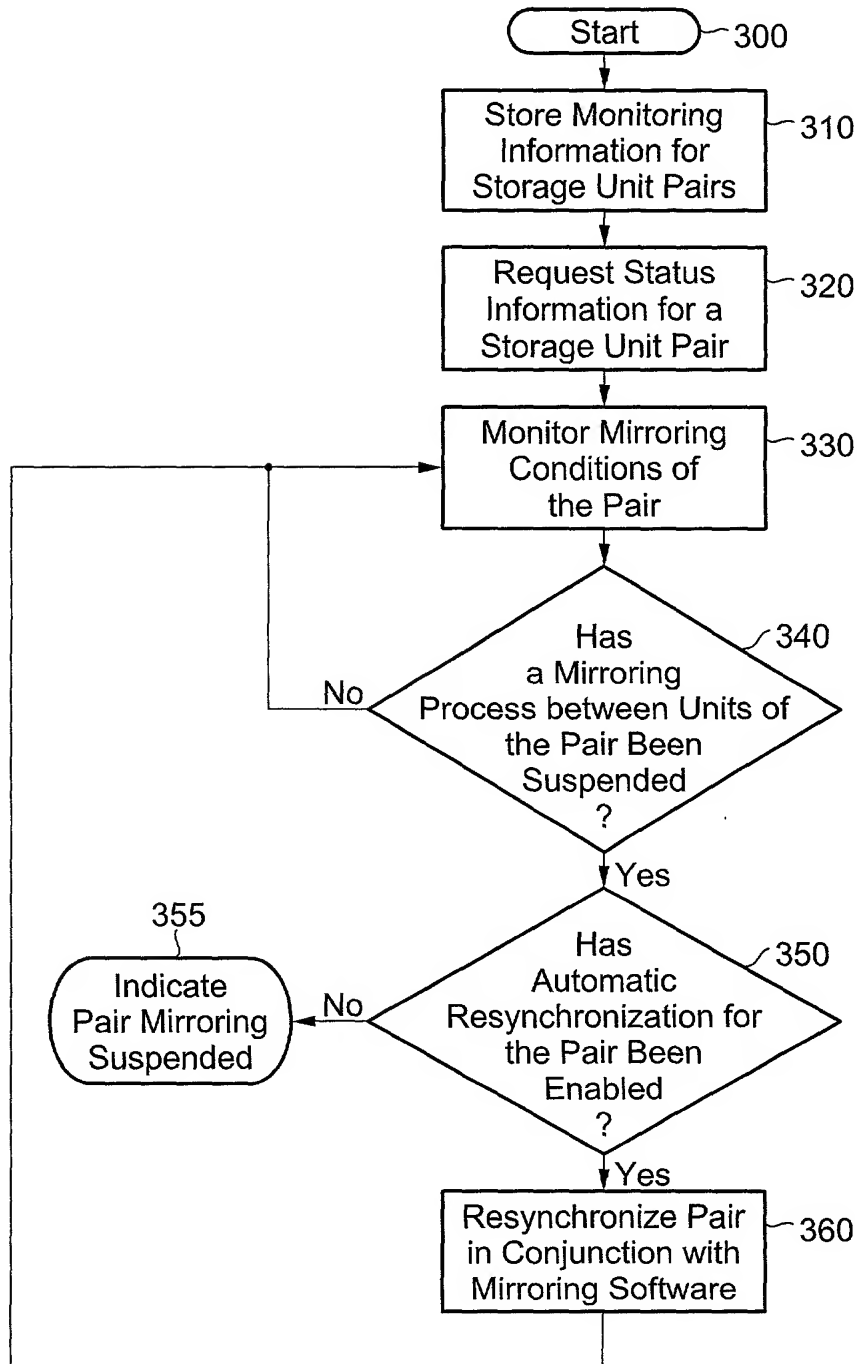 Start
300
Store Monitoring
Information for
Storage Unit Pairs
310
Request Status
Information for a
Storage Unit Pair
320
Monitor Mirroring
Conditions of
the Pair
330
Has
a Mirroring
Process between Units of
the Pair Been
Suspended
?
340
No
Yes
Has
Automatic
Resynchronization for
the Pair Been
Enabled
?
350
No
355
Indicate
Pair Mirroring
Suspended
Yes
Resynchronize Pair
in Conjunction with
Mirroring Software
360